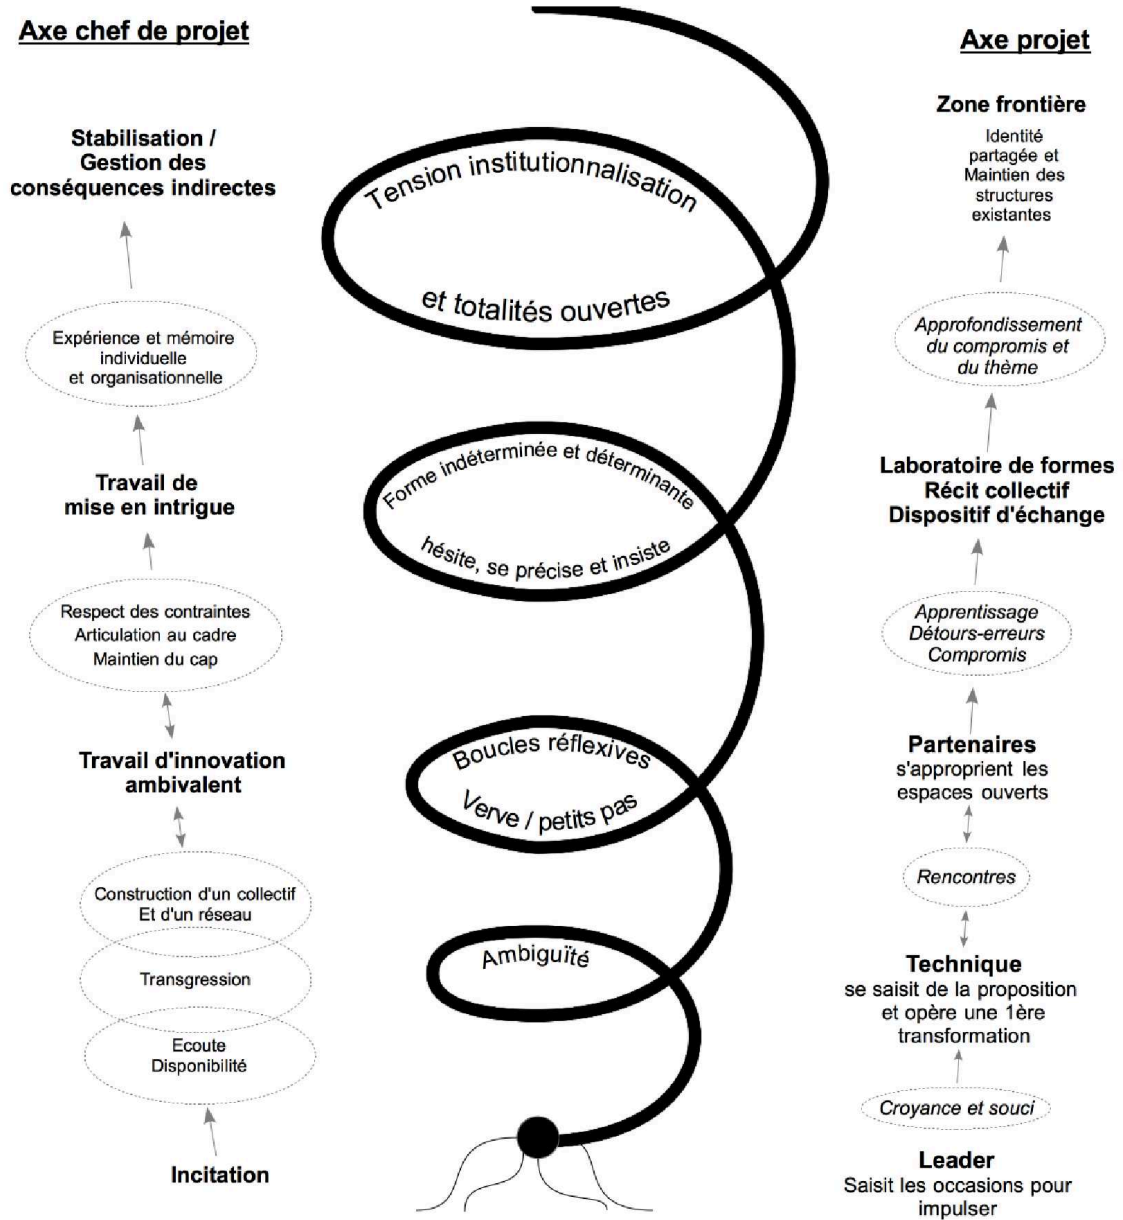 Axe chef de projet
Stabilisation /
Gestion des
conséquences indirectes
Expérience et mémoire
individuelle
et organisationnelle
Travail de
mise en intrigue
Respect des contraintes
Articulation au cadre
Maintien du cap
Travail d'innovation
ambivalent
Construction d'un collectif
Et d'un réseau
Transgression
Ecoute
Disponibilité
Incitation
Tension institutionnalisation
et totalités ouvertes
Forme indéterminée et déterminante
hésite, se précise et insiste
Boucles réflexives
Verve / petits pas
Ambiguïté
Axe projet
Zone frontière
Identité
partagée et
Maintien des
structures
existantes
Approfondissement
du compromis et
du thème
Laboratoire de formes
Récit collectif
Dispositif d'échange
Apprentissage
Détours-erreurs
Compromis
Partenaires
s'approprient les
espaces ouverts
Rencontres
Technique
se saisit de la proposition
et opère une 1ère
transformation
Croyance et souci
Leader
Saisit les occasions pour
impulser